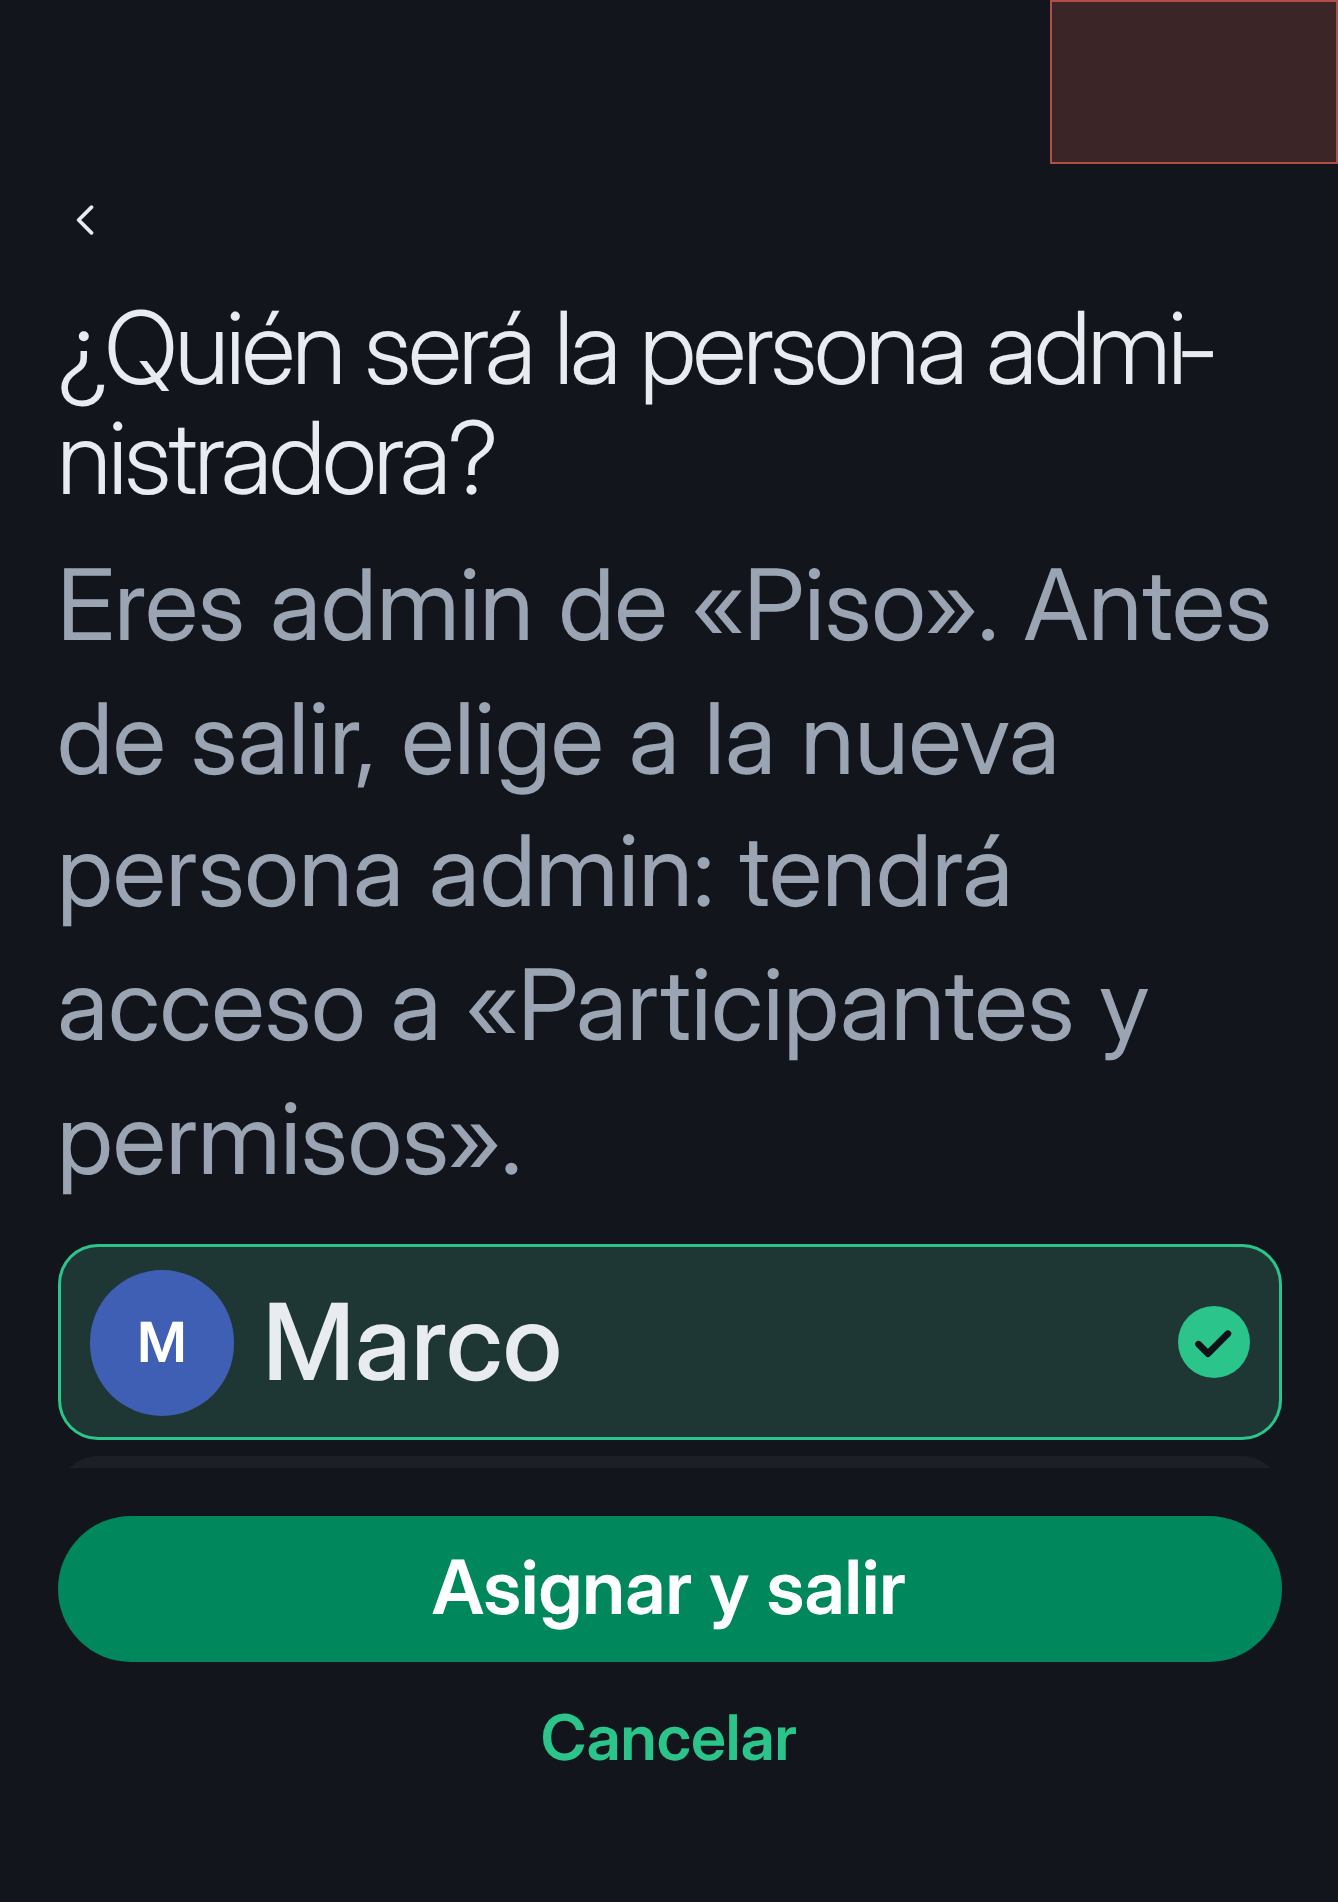 ¿Quién será la persona admi-
nistradora?
Eres admin de «Piso». Antes
de salir, elige a la nueva
persona admin: tendrá
acceso a «Participantes y
permisos».
M Marco
Asignar y salir
Cancelar